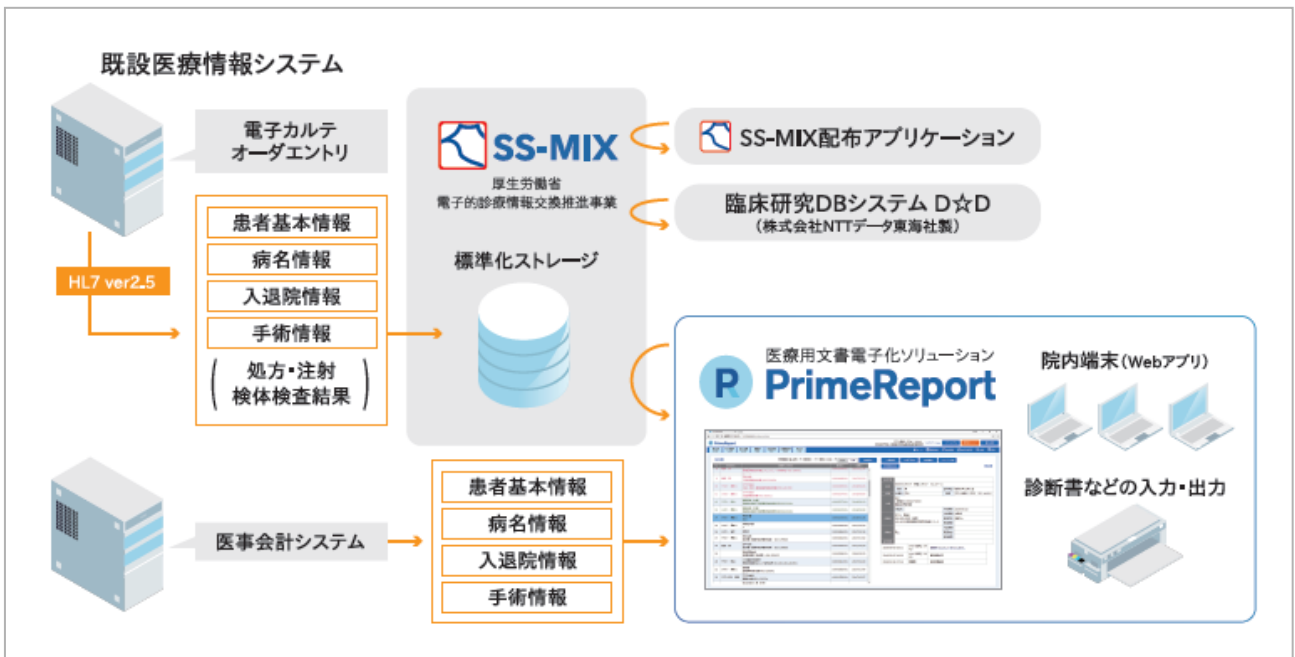 既設医療情報システム
電子カルテ
オーダエントリ
HL7 ver2.5
患者基本情報
病名情報
入退院情報
手術情報
処方・注射
検体検査結果
SS-MIX
厚生労働省
電子的診療情報交換推進事業
標準化ストレージ
SS-MIX配布アプリケーション
臨床研究DBシステム D☆D
(株式会社NTTデータ東海社製)
医療用文書電子化ソリューション
PrimeReport
院内端末(Webアプリ)
診断書などの入力・出力
医事会計システム
患者基本情報
病名情報
入退院情報
手術情報